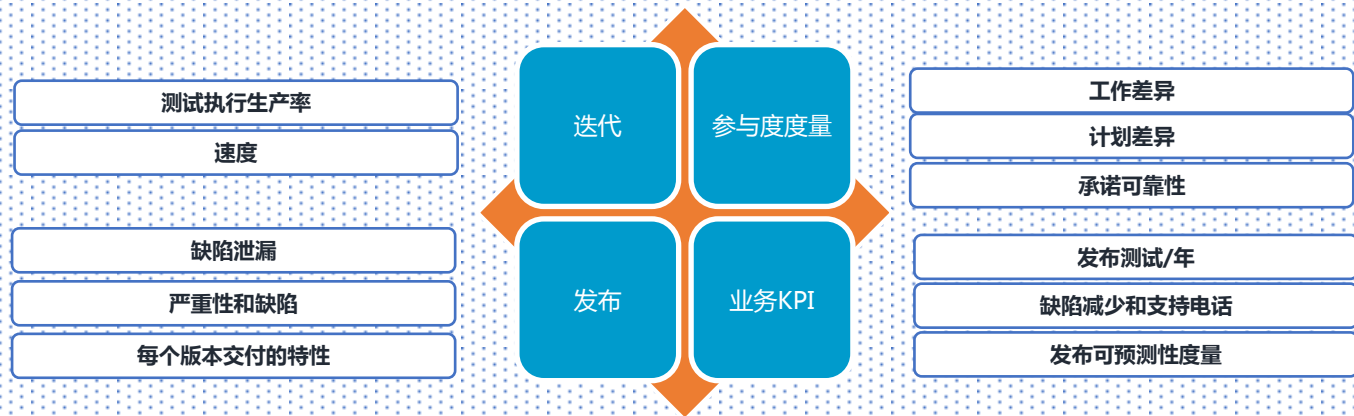 测试执行生产率
速度
缺陷泄漏
严重性和缺陷
每个版本交付的特性
迭代
参与度度量
发布
业务KPI
工作差异
计划差异
承诺可靠性
发布测试/年
缺陷减少和支持电话
发布可预测性度量